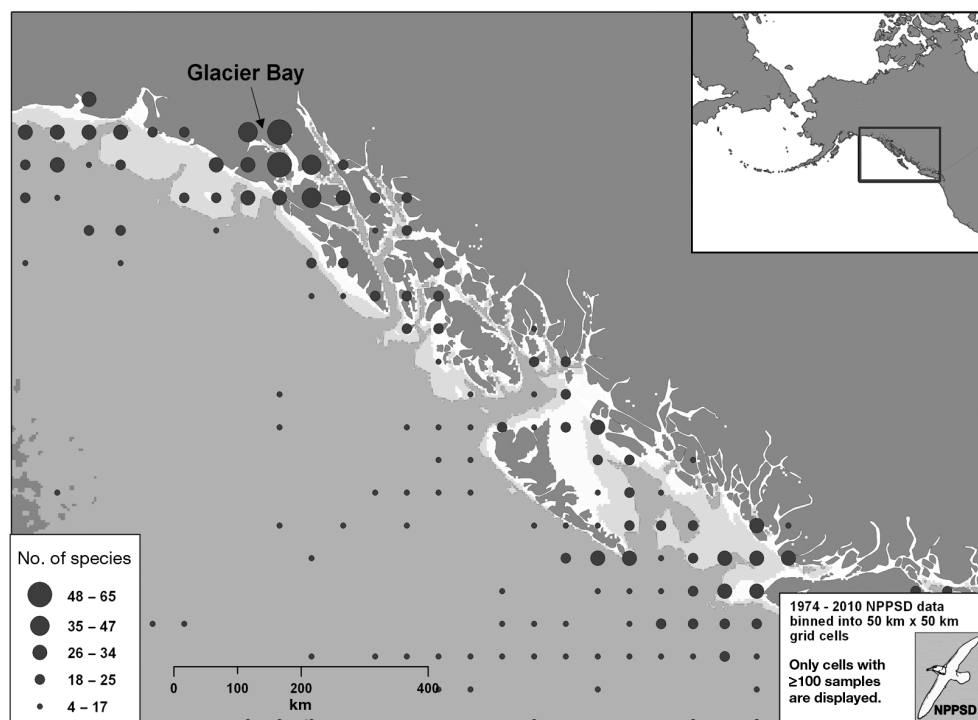 Glacier Bay
No. of species
48 – 65
35 – 47
26 – 34
18 – 25
4 – 17
0 100 200 400
km
1974 - 2010 NPPSD data
binned into 50 km x 50 km
grid cells
Only cells with
≥100 samples
are displayed.
NPPSD